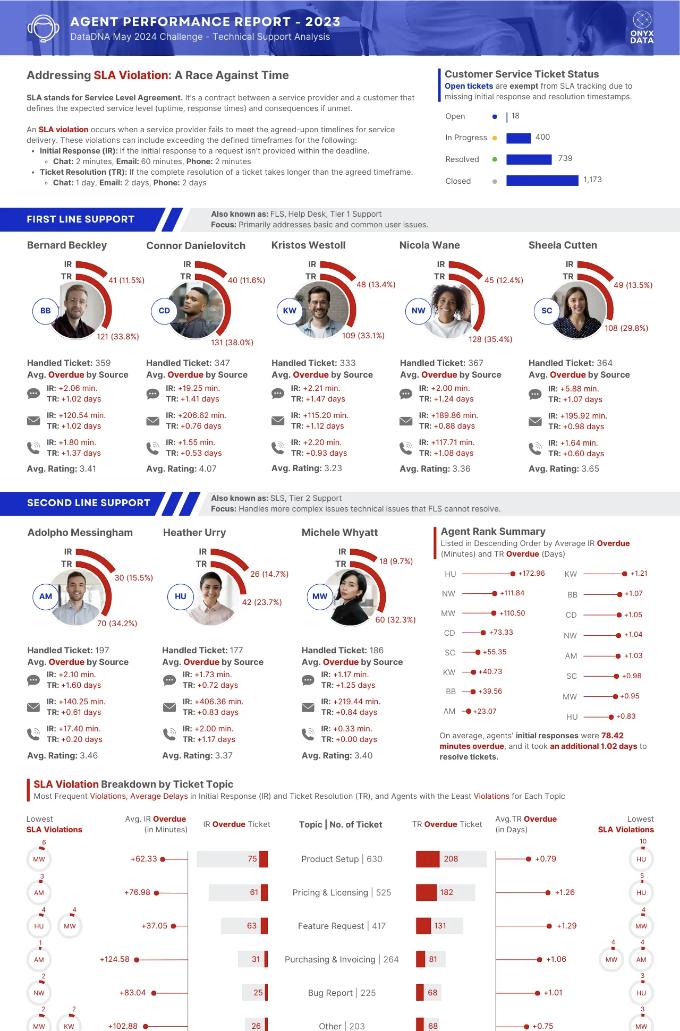 AGENT PERFORMANCE REPORT - 2023
DataDNA May 2024 Challenge - Technical Support Analysis
ONYX
DATA
Addressing SLA Violation: A Race Against Time
SLA stands for Service Level Agreement. It's a contract between a service provider and a customer that
defines the expected service level (uptime, response times) and consequences if unmet.
An SLA violation occurs when a service provider fails to meet the agreed-upon timelines for service
delivery. These violations can include exceeding the defined timeframes for the following:
• Initial Response (IR): If the initial response to a request isn't provided within the deadline.
◦ Chat: 2 minutes, Email: 60 minutes, Phone: 2 minutes
• Ticket Resolution (TR): If the complete resolution of a ticket takes longer than the agreed timeframe.
◦ Chat: 1 day, Email: 2 days, Phone: 2 days
Customer Service Ticket Status
Open tickets are exempt from SLA tracking due to
missing initial response and resolution timestamps.
Open 18
In Progress 400
Resolved 739
Closed 1,173
FIRST LINE SUPPORT
Also known as: FLS, Help Desk, Tier 1 Support
Focus: Primarily addresses basic and common user issues.
Bernard Beckley
IR
TR
41 (11.5%)
BB
121 (33.8%)
Handled Ticket: 359
Avg. Overdue by Source
IR: +2.06 min.
TR: +1.02 days
IR: +120.54 min.
TR: +1.02 days
IR: +1.80 min.
TR: +1.37 days
Avg. Rating: 3.41
Connor Danielovitch
IR
TR
40 (11.6%)
CD
131 (38.0%)
Handled Ticket: 347
Avg. Overdue by Source
IR: +19.25 min.
TR: +1.41 days
IR: +206.62 min.
TR: +0.76 days
IR: +1.55 min.
TR: +0.53 days
Avg. Rating: 4.07
Kristos Westoll
IR
TR
48 (13.4%)
KW
109 (33.1%)
Handled Ticket: 333
Avg. Overdue by Source
IR: +2.21 min.
TR: +1.47 days
IR: +115.20 min.
TR: +1.12 days
IR: +2.20 min.
TR: +0.93 days
Avg. Rating: 3.23
Nicola Wane
IR
TR
45 (12.4%)
NW
128 (35.4%)
Handled Ticket: 367
Avg. Overdue by Source
IR: +2.00 min.
TR: +1.24 days
IR: +189.86 min.
TR: +0.88 days
IR: +117.71 min.
TR: +1.07 days
Avg. Rating: 3.36
Sheela Cutten
IR
TR
49 (13.5%)
SC
108 (29.8%)
Handled Ticket: 364
Avg. Overdue by Source
IR: +5.88 min.
TR: +1.07 days
IR: +195.92 min.
TR: +0.98 days
IR: +1.64 min.
TR: +0.60 days
Avg. Rating: 3.65
SECOND LINE SUPPORT
Also known as: SLS, Tier 2 Support
Focus: Handles more complex issues technical issues that FLS cannot resolve.
Adolpho Messingham
IR
TR
30 (15.5%)
AM
70 (34.2%)
Handled Ticket: 197
Avg. Overdue by Source
IR: +2.10 min.
TR: +1.60 days
IR: +140.25 min.
TR: +0.61 days
IR: +17.40 min.
TR: +0.20 days
Avg. Rating: 3.46
Heather Urry
IR
TR
26 (14.7%)
HU
42 (23.7%)
Handled Ticket: 177
Avg. Overdue by Source
IR: +1.73 min.
TR: +0.72 days
IR: +406.36 min.
TR: +0.83 days
IR: +2.00 min.
TR: +1.17 days
Avg. Rating: 3.37
Michele Whyatt
IR
TR
18 (9.7%)
MW
60 (32.3%)
Handled Ticket: 186
Avg. Overdue by Source
IR: +1.17 min.
TR: +1.25 days
IR: +219.44 min.
TR: +0.84 days
IR: +0.33 min.
TR: +0.00 days
Avg. Rating: 3.40
Agent Rank Summary
Listed in Descending Order by Average IR Overdue
(Minutes) and TR Overdue (Days)
HU +172.96
NW +111.84
MW +110.50
CD +73.33
SC +55.35
KW +40.73
BB +39.56
AM +23.07
KW +1.21
BB +1.07
CD +1.05
NW +1.04
AM +1.03
SC +0.98
MW +0.95
HU +0.83
On average, agents' initial responses were 78.42
minutes overdue, and it took an additional 1.02 days to
resolve tickets.
SLA Violation Breakdown by Ticket Topic
Most Frequent Violations, Average Delays in Initial Response (IR) and Ticket Resolution (TR), and Agents with the Least Violations for Each Topic
Lowest
SLA Violations
Avg. IR Overdue
(in Minutes)
IR Overdue Ticket
Topic | No. of Ticket
TR Overdue Ticket
Avg.TR Overdue
(in Days)
Lowest
SLA Violations
6 MW +62.33 75 Product Setup | 630 208 +0.79 10 HU
3 AM +76.98 61 Pricing & Licensing | 525 182 +1.26 5 HU
4 HU 4 MW +37.05 63 Feature Request | 417 131 +1.29 4 MW
1 AM +124.58 31 Purchasing & Invoicing | 264 81 +1.06 4 MW 4 AM
2 NW +83.04 25 Bug Report | 225 68 +1.01 3 HU
2 MW 2 KW +102.88 26 Other | 203 68 +0.75 3 MW